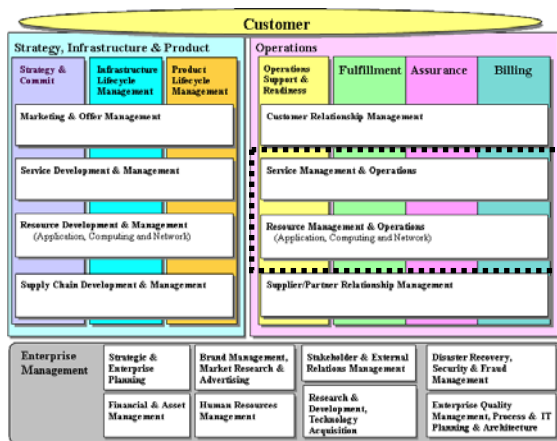 Customer
Strategy, Infrastructure & Product
Operations
Strategy &
Commit
Infrastructure
Lifecycle
Management
Product
Lifecycle
Management
Operations
Support &
Readiness
Fulfillment
Assurance
Billing
Marketing & Offer Management
Customer Relationship Management
Service Development & Management
Service Management & Operations
Resource Development & Management
(Application, Computing and Network)
Resource Management & Operations
(Application, Computing and Network)
Supply Chain Development & Management
Supplier/Partner Relationship Management
Enterprise
Management
Strategic &
Enterprise
Planning
Brand Management,
Market Research &
Advertising
Stakeholder & External
Relations Management
Disaster Recovery,
Security & Fraud
Management
Financial & Asset
Management
Human Resources
Management
Research &
Development,
Technology
Acquisition
Enterprise Quality
Management, Process & IT
Planning & Architecture